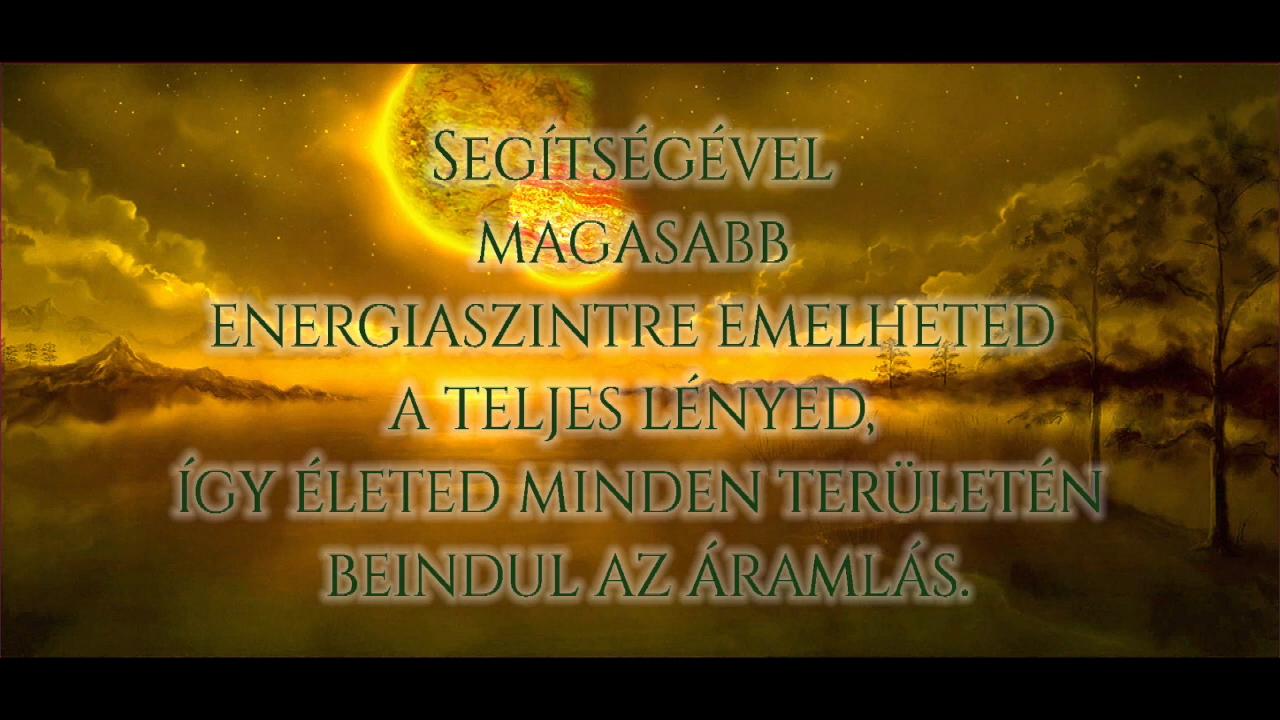 Segítségével
magasabb
energiaszintre emelheted
a teljes lényed,
így életed minden területén
beindul az áramlás.